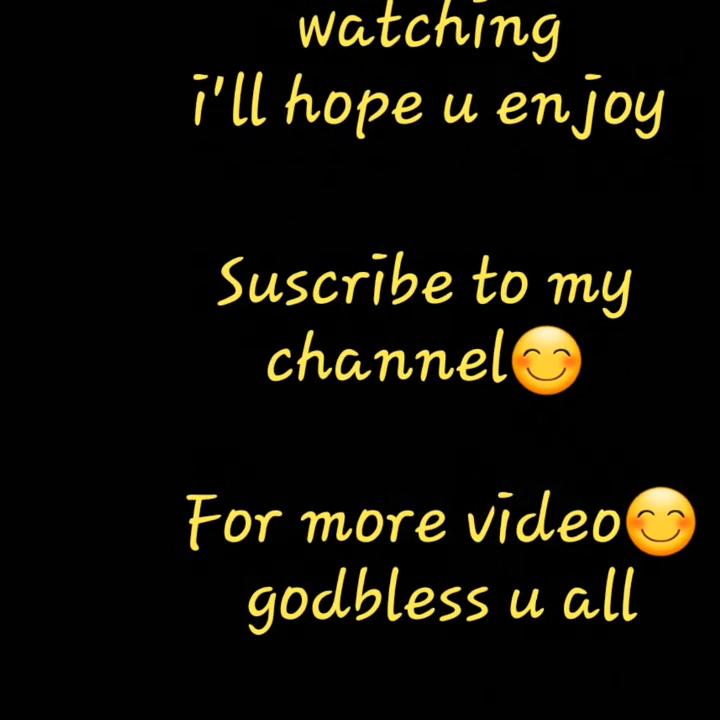 watching
i'll hope u enjoy
Suscribe to my
channel😊
For more video😊
godbless u all